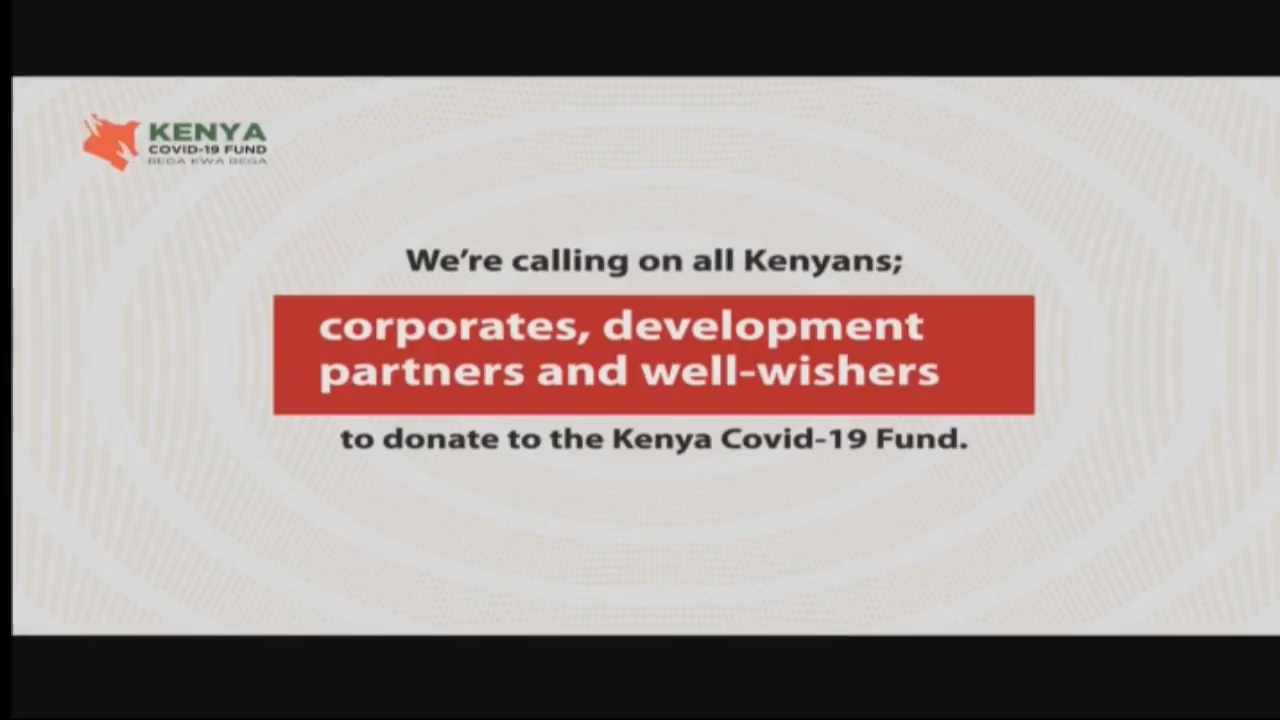 KENYA
COVID-19 FUND
BEGA KWA BEGA
We're calling on all Kenyans;
corporates, development
partners and well-wishers
to donate to the Kenya Covid-19 Fund.